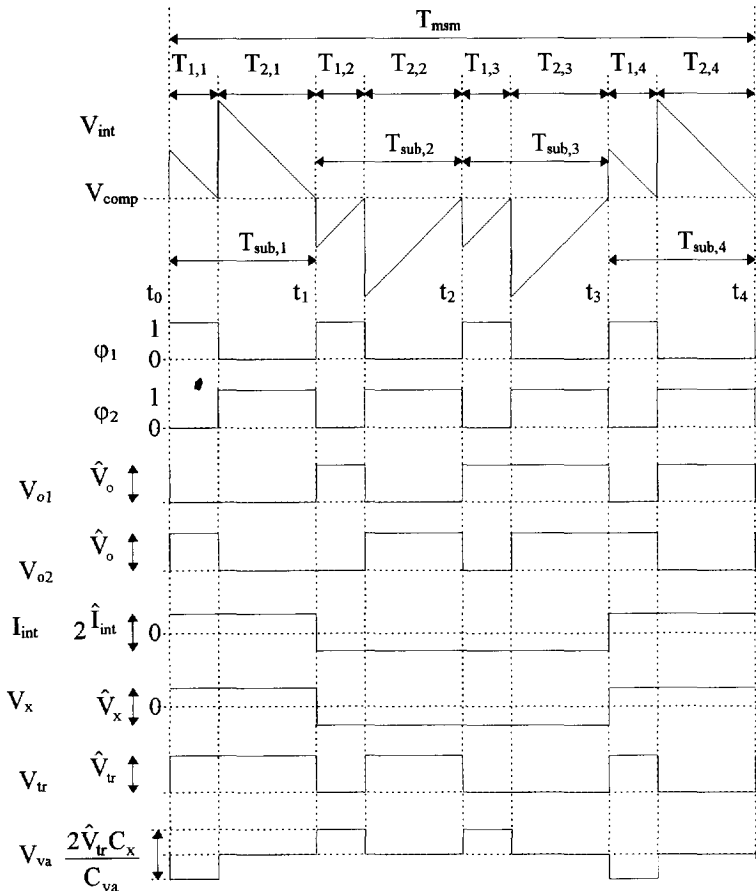 T_msm
T_1,1 T_2,1 T_1,2 T_2,2 T_1,3 T_2,3 T_1,4 T_2,4
V_int
T_sub,2 T_sub,3
V_comp
T_sub,1 T_sub,4
t_0 t_1 t_2 t_3 t_4
1
φ_1 0
1
φ_2 0
V_o1 V̂_o
V_o2 V̂_o
I_int 2 Î_int 0
V_x V̂_x 0
V_tr V̂_tr
V_va 2V̂_tr C_x
C_va